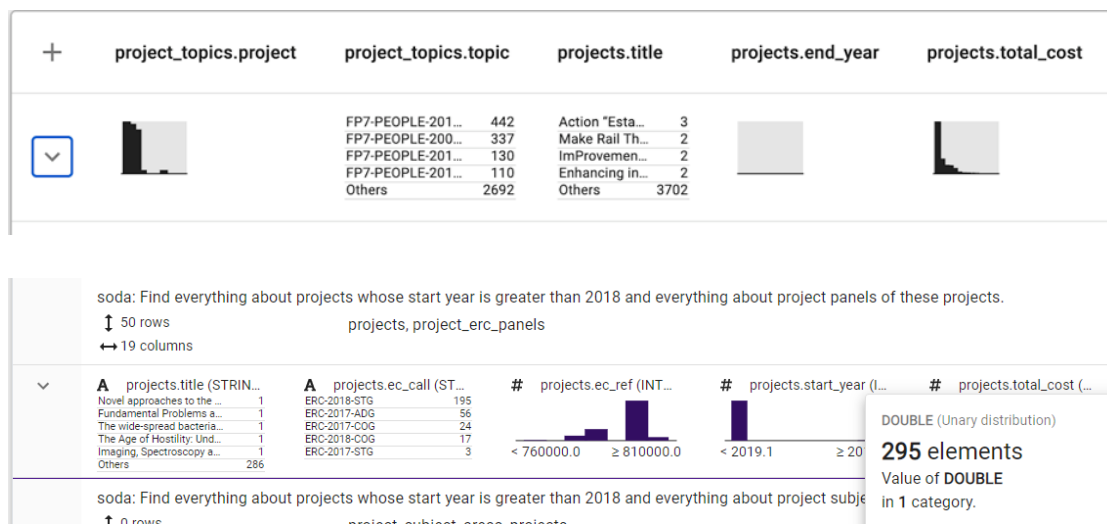 project_topics.project project_topics.topic projects.title projects.end_year projects.total_cost
FP7-PEOPLE-201... 442 Action "Esta... 3
FP7-PEOPLE-200... 337 Make Rail Th... 2
FP7-PEOPLE-201... 130 ImProvemen... 2
FP7-PEOPLE-201... 110 Enhancing in... 2
Others 2692 Others 3702
soda: Find everything about projects whose start year is greater than 2018 and everything about project panels of these projects.
50 rows projects, project_erc_panels
19 columns
A projects.title (STRIN... A projects.ec_call (ST... # projects.ec_ref (INT... # projects.start_year (I... # projects.total_cost (...
Novel approaches to the ... 1 ERC-2018-STG 195
Fundamental Problems a... 1 ERC-2017-ADG 56
The wide-spread bacteria... 1 ERC-2017-COG 24
The Age of Hostility: Und... 1 ERC-2018-COG 17
Imaging, Spectroscopy a... 1 ERC-2017-STG 3 < 760000.0 ≥ 810000.0 < 2019.1 ≥ 20
Others 286
DOUBLE (Unary distribution)
295 elements
Value of DOUBLE
in 1 category.
soda: Find everything about projects whose start year is greater than 2018 and everything about project subje
0 rows